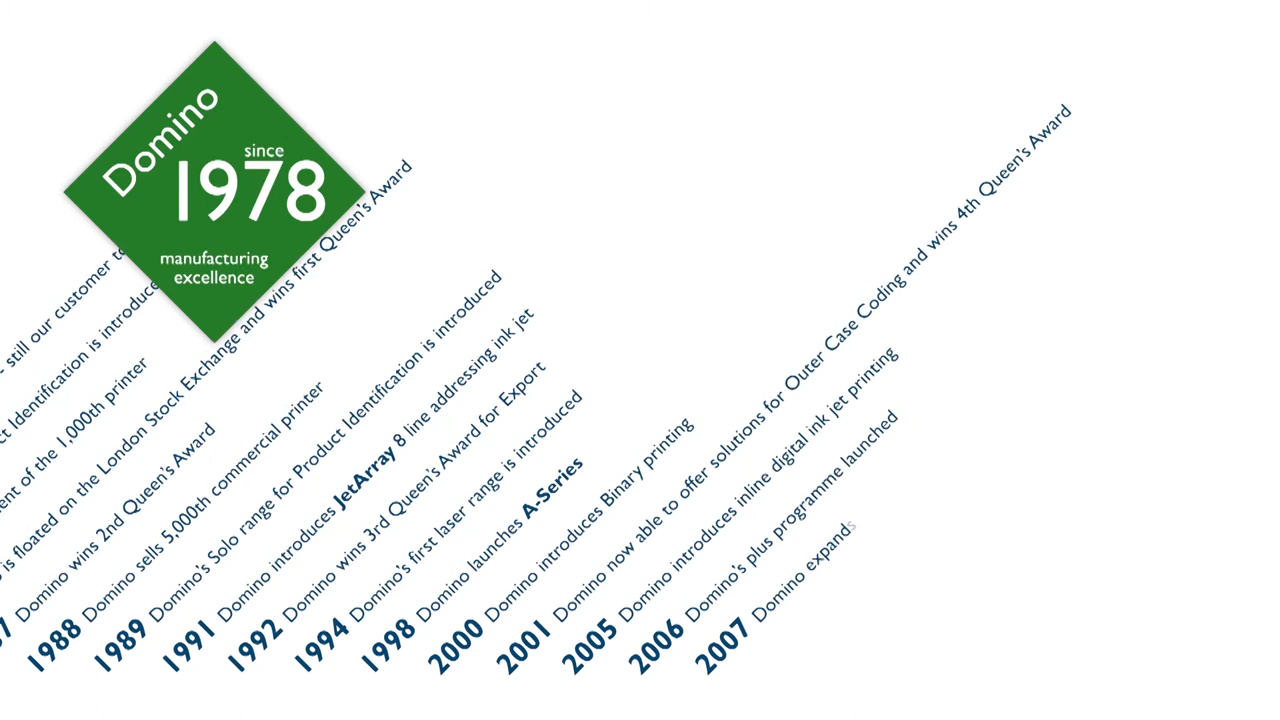 Domino
since
1978
manufacturing
excellence
still our customer
Identification is introduce
of the 1,000th printer
is floated on the London Stock Exchange and wins first Queen's Award
7 Domino wins 2nd Queen's Award
1988 Domino sells 5,000th commercial printer
1989 Domino's Solo range for Product Identification is introduced
1991 Domino introduces JetArray 8 line addressing ink jet
1992 Domino wins 3rd Queen's Award for Export
1994 Domino's first laser range is introduced
1998 Domino launches A-Series
2000 Domino introduces Binary printing
2001 Domino now able to offer solutions for Outer Case Coding and wins 4th Queen's Award
2005 Domino introduces inline digital ink jet printing
2006 Domino's plus programme launched
2007 Domino expands